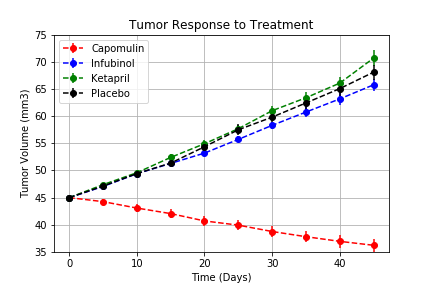 Tumor Response to Treatment
Capomulin
Infubinol
Ketapril
Placebo
Tumor Volume (mm3)
75
70
65
60
55
50
45
40
35
0
10
20
30
40
Time (Days)